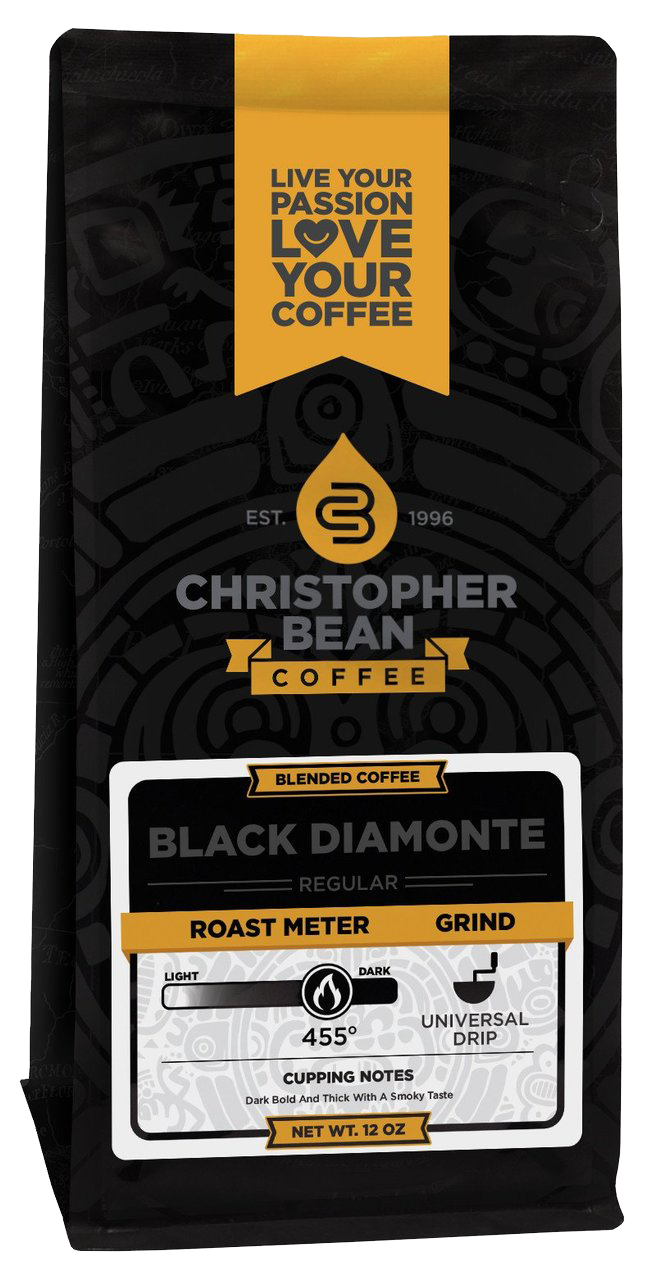 LIVE YOUR
PASSION
LOVE
YOUR
COFFEE
EST. 1996
CHRISTOPHER
BEAN
COFFEE
BLENDED COFFEE
BLACK DIAMONTE
REGULAR
ROAST METER GRIND
LIGHT DARK
455°
UNIVERSAL
DRIP
CUPPING NOTES
Dark Bold And Thick With A Smoky Taste
NET WT. 12 OZ